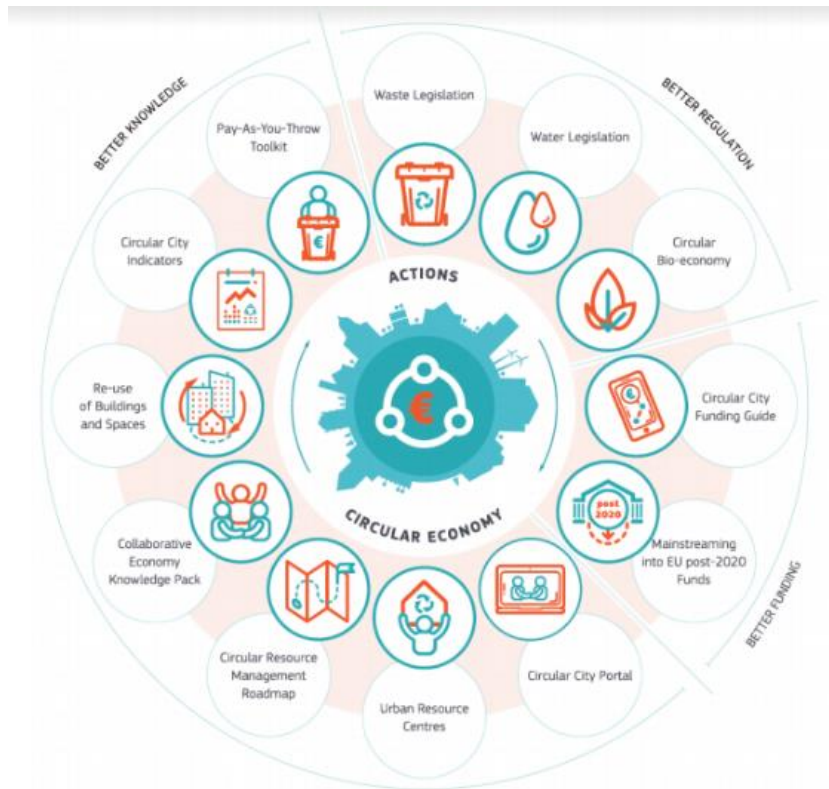 BETTER KNOWLEDGE
BETTER REGULATION
Waste Legislation
Pay-As-You-Throw
Toolkit
Water Legislation
Circular City
Indicators
Circular
Bio-economy
€
ACTIONS
Re-use
of Buildings
and Spaces
€
Circular City
Funding Guide
€
CIRCULAR ECONOMY
post
2020
Collaborative
Economy
Knowledge Pack
Mainstreaming
into EU post-2020
Funds
BETTER FUNDING
Circular Resource
Management
Roadmap
Urban Resource
Centres
Circular City Portal